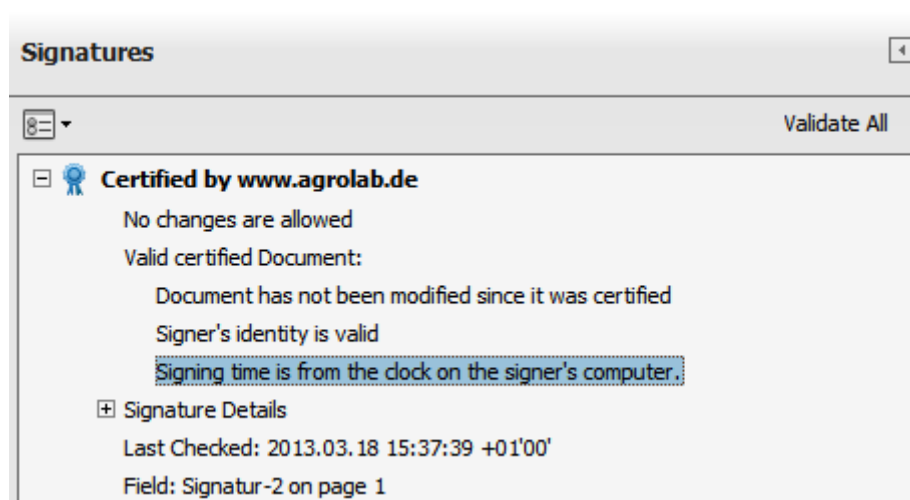 Signatures
Validate All
Certified by www.agrolab.de
No changes are allowed
Valid certified Document:
Document has not been modified since it was certified
Signer's identity is valid
Signing time is from the clock on the signer's computer.
Signature Details
Last Checked: 2013.03.18 15:37:39 +01'00'
Field: Signatur-2 on page 1